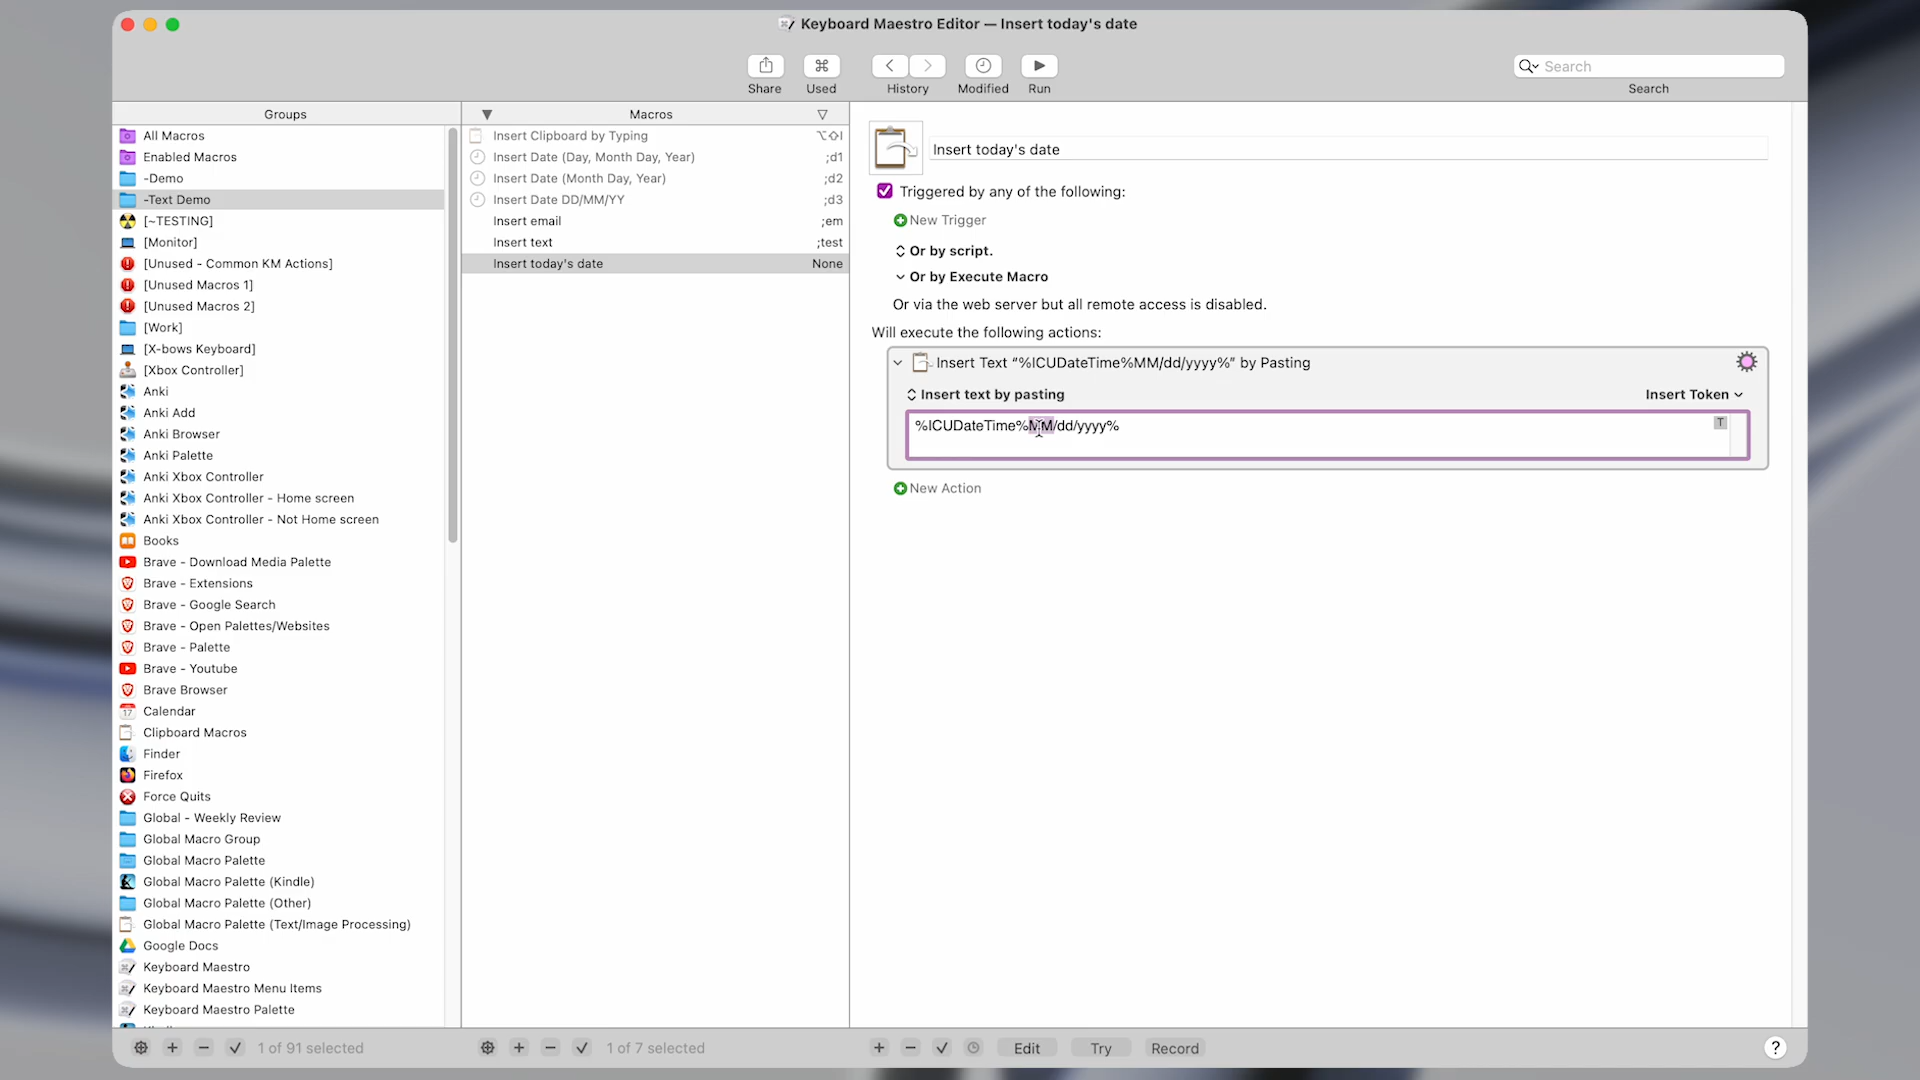 Keyboard Maestro Editor — Insert today's date
Share
Used
History
Modified
Run
Search
Search
Groups
All Macros
Enabled Macros
-Demo
-Text Demo
[~TESTING]
[Monitor]
[Unused - Common KM Actions]
[Unused Macros 1]
[Unused Macros 2]
[Work]
[X-bows Keyboard]
[Xbox Controller]
Anki
Anki Add
Anki Browser
Anki Palette
Anki Xbox Controller
Anki Xbox Controller - Home screen
Anki Xbox Controller - Not Home screen
Books
Brave - Download Media Palette
Brave - Extensions
Brave - Google Search
Brave - Open Palettes/Websites
Brave - Palette
Brave - Youtube
Brave Browser
Calendar
Clipboard Macros
Finder
Firefox
Force Quits
Global - Weekly Review
Global Macro Group
Global Macro Palette
Global Macro Palette (Kindle)
Global Macro Palette (Other)
Global Macro Palette (Text/Image Processing)
Google Docs
Keyboard Maestro
Keyboard Maestro Menu Items
Keyboard Maestro Palette
1 of 91 selected
Macros
Insert Clipboard by Typing ⌥⇧I
Insert Date (Day, Month Day, Year) ;d1
Insert Date (Month Day, Year) ;d2
Insert Date DD/MM/YY ;d3
Insert email ;em
Insert text ;test
Insert today's date None
1 of 7 selected
Insert today's date
Triggered by any of the following:
New Trigger
Or by script.
Or by Execute Macro
Or via the web server but all remote access is disabled.
Will execute the following actions:
Insert Text “%ICUDateTime%MM/dd/yyyy%” by Pasting
Insert text by pasting
Insert Token
%ICUDateTime%MM/dd/yyyy%
T
New Action
Edit
Try
Record
?